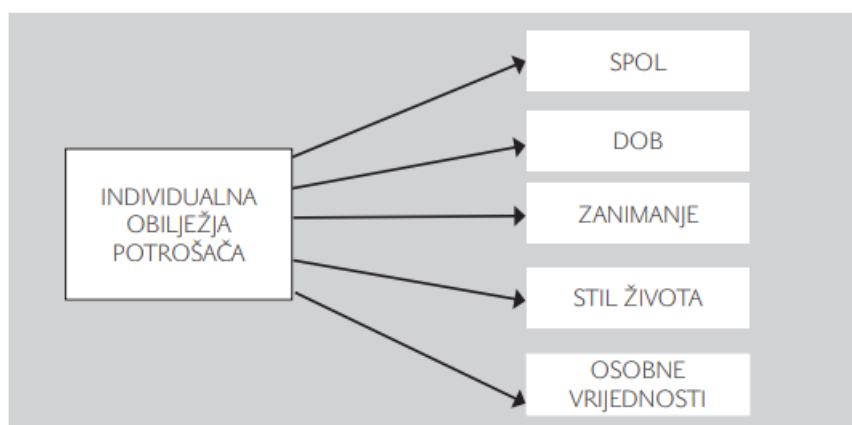 INDIVIDUALNA
OBILJEŽJA
POTROŠAČA
SPOL
DOB
ZANIMANJE
STIL ŽIVOTA
OSOBNE
VRIJEDNOSTI